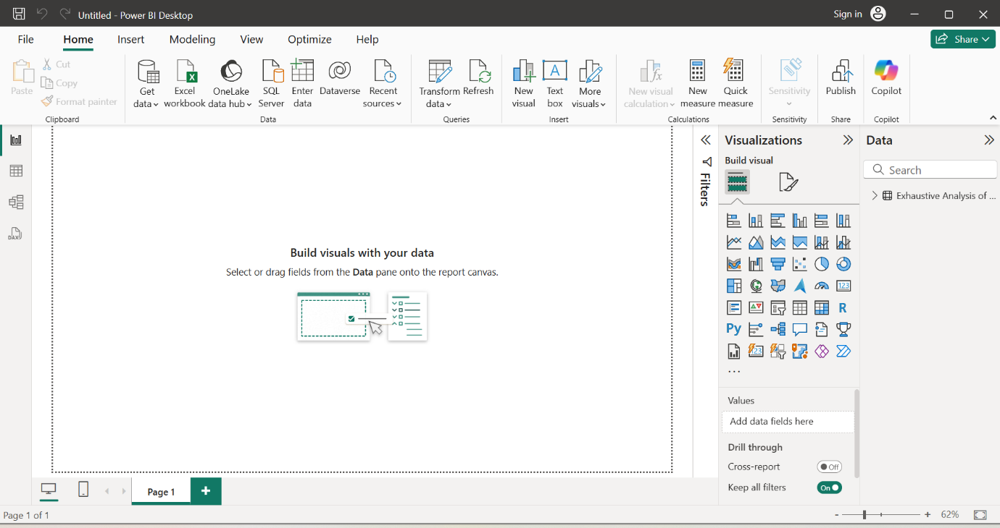 Untitled - Power BI Desktop
Sign in
File Home Insert Modeling View Optimize Help
Share
Paste
Cut
Copy
Format painter
Clipboard
Get data
Excel workbook
OneLake data hub
SQL Server
Enter data
Dataverse
Recent sources
Data
Transform data
Refresh
Queries
New visual
Text box
More visuals
Insert
New visual calculation
New measure
Quick measure
Calculations
Sensitivity
Sensitivity
Publish
Share
Copilot
Copilot
DAX
Build visuals with your data
Select or drag fields from the Data pane onto the report canvas.
Filters
Visualizations
Build visual
123
R
Py
123
...
Values
Add data fields here
Drill through
Cross-report Off
Keep all filters On
Data
Search
Exhaustive Analysis of ...
Page 1
+
Page 1 of 1
- + 62%